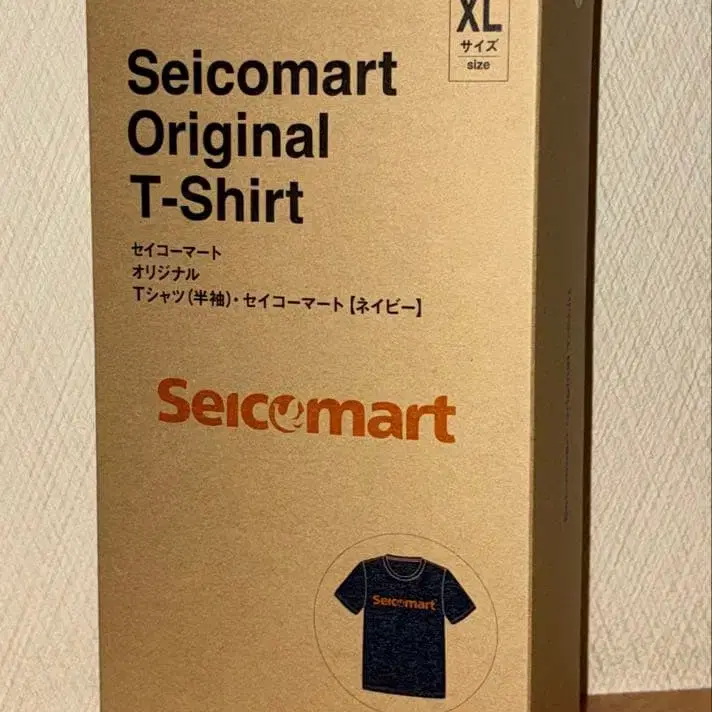 XL
サイズ
size
Seicomart
Original
T-Shirt
セイコーマート
オリジナル
Tシャツ(半袖)・セイコーマート【ネイビー】
Seicomart
Seicomart